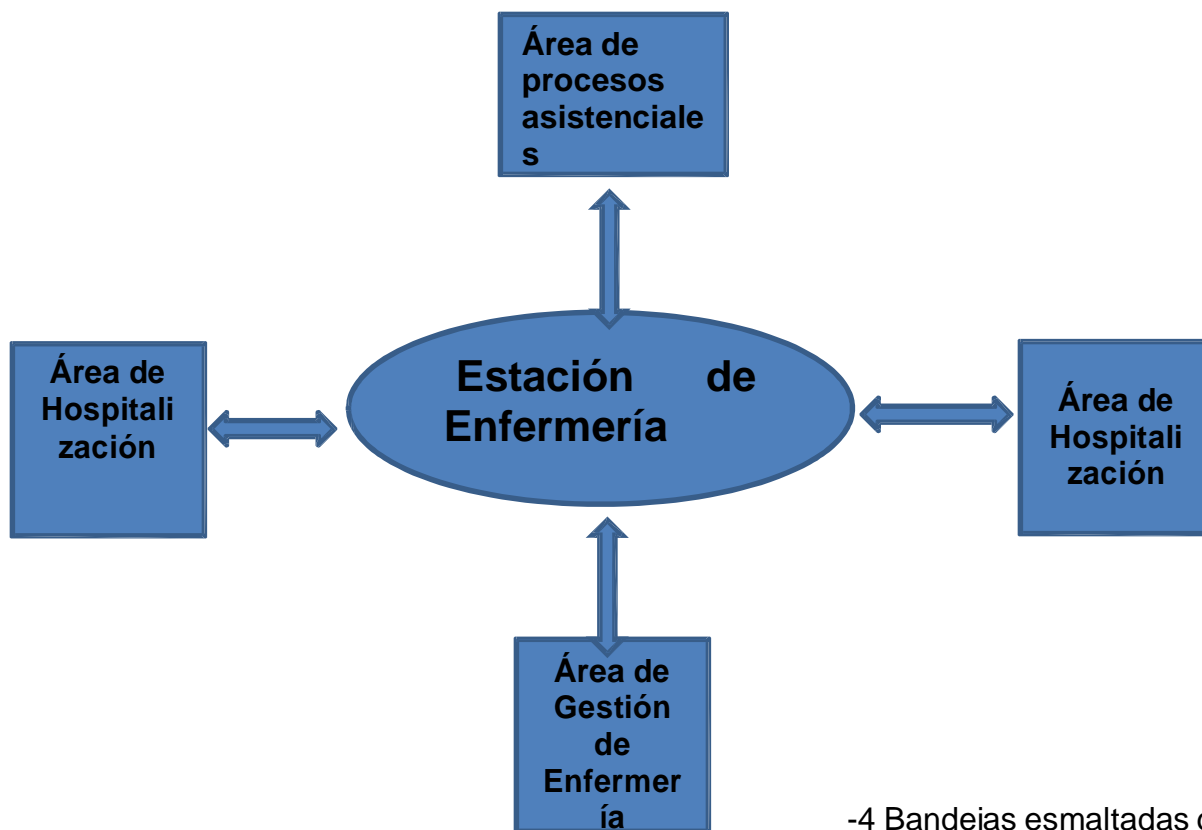 Área de
procesos
asistenciale
s
Estación de
Enfermería
Área de
Hospitali
zación
Área de
Hospitali
zación
Área de
Gestión
de
Enfermer
ía
-4 Bandejas esmaltadas